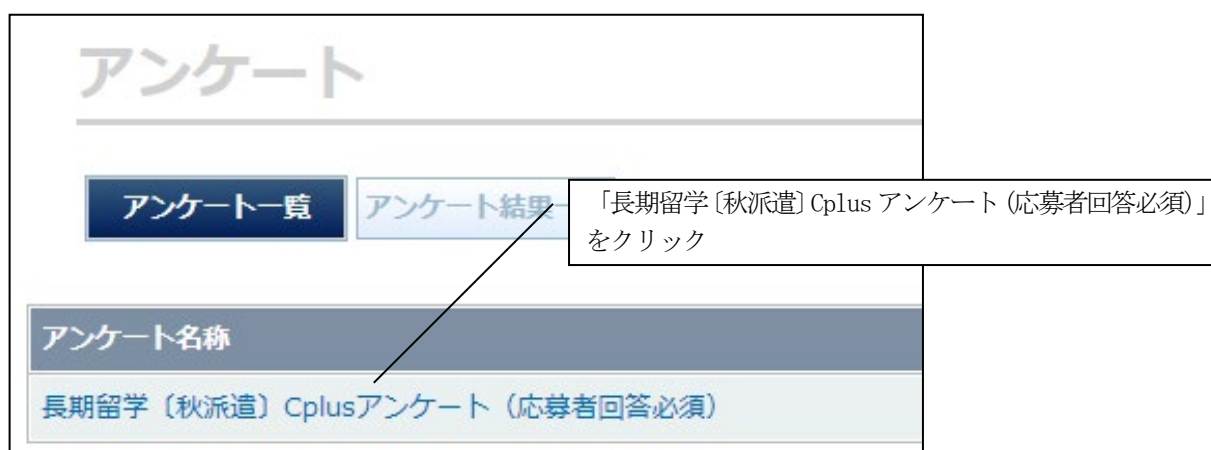 アンケート
アンケート一覧
アンケート結果一
「長期留学〔秋派遣〕Cplus アンケート(応募者回答必須)」
をクリック
アンケート名称
長期留学〔秋派遣〕Cplusアンケート(応募者回答必須)